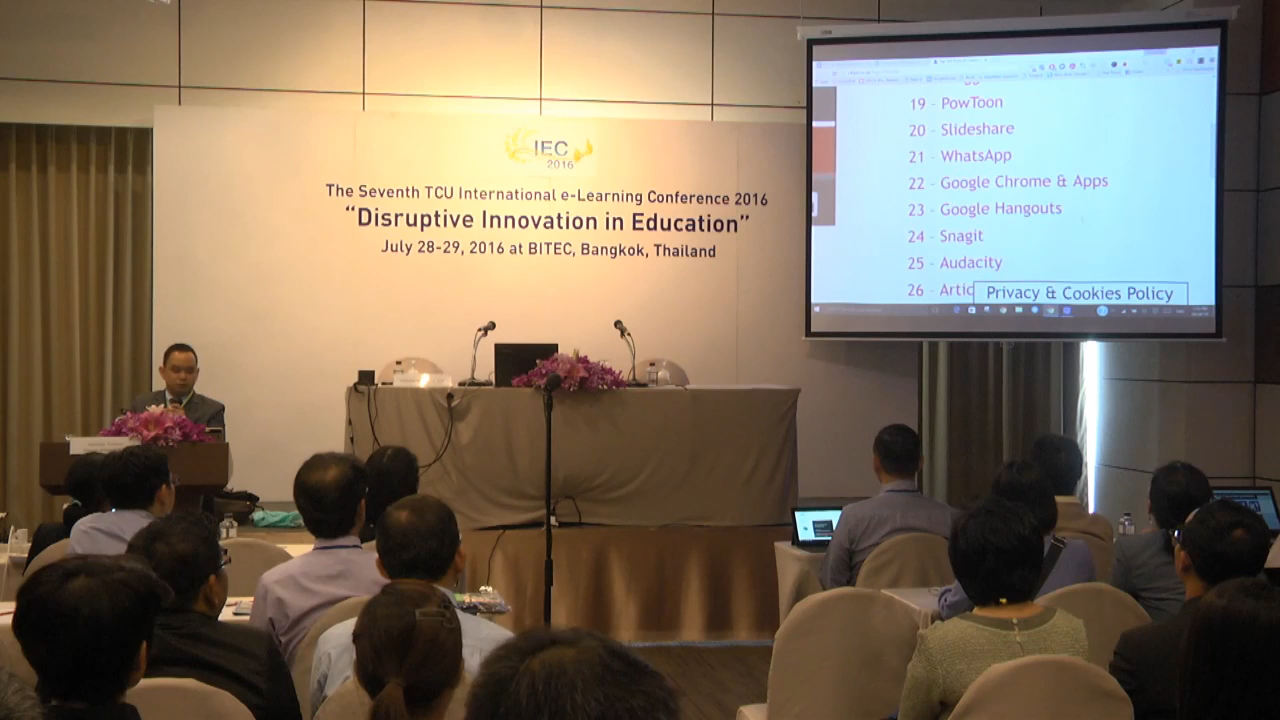 IEC
2016
The Seventh TCU International e-Learning Conference 2016
“Disruptive Innovation in Education”
July 28-29, 2016 at BITEC, Bangkok, Thailand
19 - PowToon
20 - Slideshare
21 - WhatsApp
22 - Google Chrome & Apps
23 - Google Hangouts
24 - Snagit
25 - Audacity
26 - Artic
Privacy & Cookies Policy